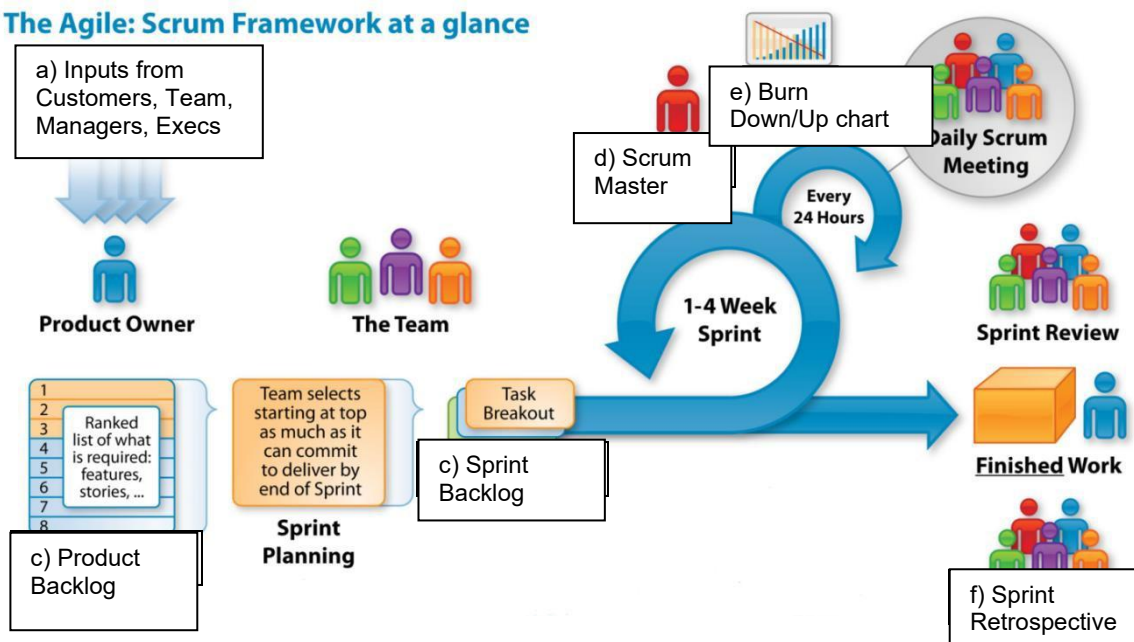 The Agile: Scrum Framework at a glance
a) Inputs from
Customers, Team,
Managers, Execs
e) Burn
Down/Up chart
d) Scrum
Master
Daily Scrum
Meeting
Every
24 Hours
Product Owner
The Team
1-4 Week
Sprint
Sprint Review
1
2
3
4
5
6
7
8
Ranked
list of what
is required:
features,
stories, ...
Team selects
starting at top
as much as it
can commit
to deliver by
end of Sprint
Sprint
Planning
Task
Breakout
c) Sprint
Backlog
Finished Work
c) Product
Backlog
f) Sprint
Retrospective